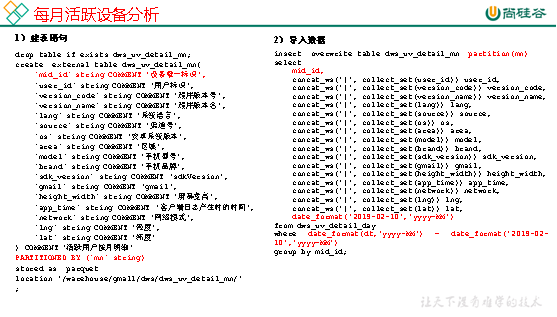 每月活跃设备分析
尚硅谷
1）建表语句
drop table if exists dws_uv_detail_mn;
create external table dws_uv_detail_mn(
`mid_id` string COMMENT '设备唯一标识',
`user_id` string COMMENT '用户标识',
`version_code` string COMMENT '程序版本号',
`version_name` string COMMENT '程序版本名',
`lang` string COMMENT '系统语言',
`source` string COMMENT '渠道号',
`os` string COMMENT '安卓系统版本',
`area` string COMMENT '区域',
`model` string COMMENT '手机型号',
`brand` string COMMENT '手机品牌',
`sdk_version` string COMMENT 'sdkVersion',
`gmail` string COMMENT 'gmail',
`height_width` string COMMENT '屏幕宽高',
`app_time` string COMMENT '客户端日志产生时的时间',
`network` string COMMENT '网络模式',
`lng` string COMMENT '经度',
`lat` string COMMENT '纬度'
) COMMENT '活跃用户按月明细'
PARTITIONED BY (`mn` string)
stored as parquet
location '/warehouse/gmall/dws/dws_uv_detail_mn/'
;
2）导入数据
insert overwrite table dws_uv_detail_mn partition(mn)
select
mid_id,
concat_ws('|', collect_set(user_id)) user_id,
concat_ws('|', collect_set(version_code)) version_code,
concat_ws('|', collect_set(version_name)) version_name,
concat_ws('|', collect_set(lang)) lang,
concat_ws('|', collect_set(source)) source,
concat_ws('|', collect_set(os)) os,
concat_ws('|', collect_set(area)) area,
concat_ws('|', collect_set(model)) model,
concat_ws('|', collect_set(brand)) brand,
concat_ws('|', collect_set(sdk_version)) sdk_version,
concat_ws('|', collect_set(gmail)) gmail,
concat_ws('|', collect_set(height_width)) height_width,
concat_ws('|', collect_set(app_time)) app_time,
concat_ws('|', collect_set(network)) network,
concat_ws('|', collect_set(lng)) lng,
concat_ws('|', collect_set(lat)) lat,
date_format('2019-02-10','yyyy-MM')
from dws_uv_detail_day
where date_format(dt,'yyyy-MM') = date_format('2019-02-
10','yyyy-MM')
group by mid_id;
让天下没有难学的技术